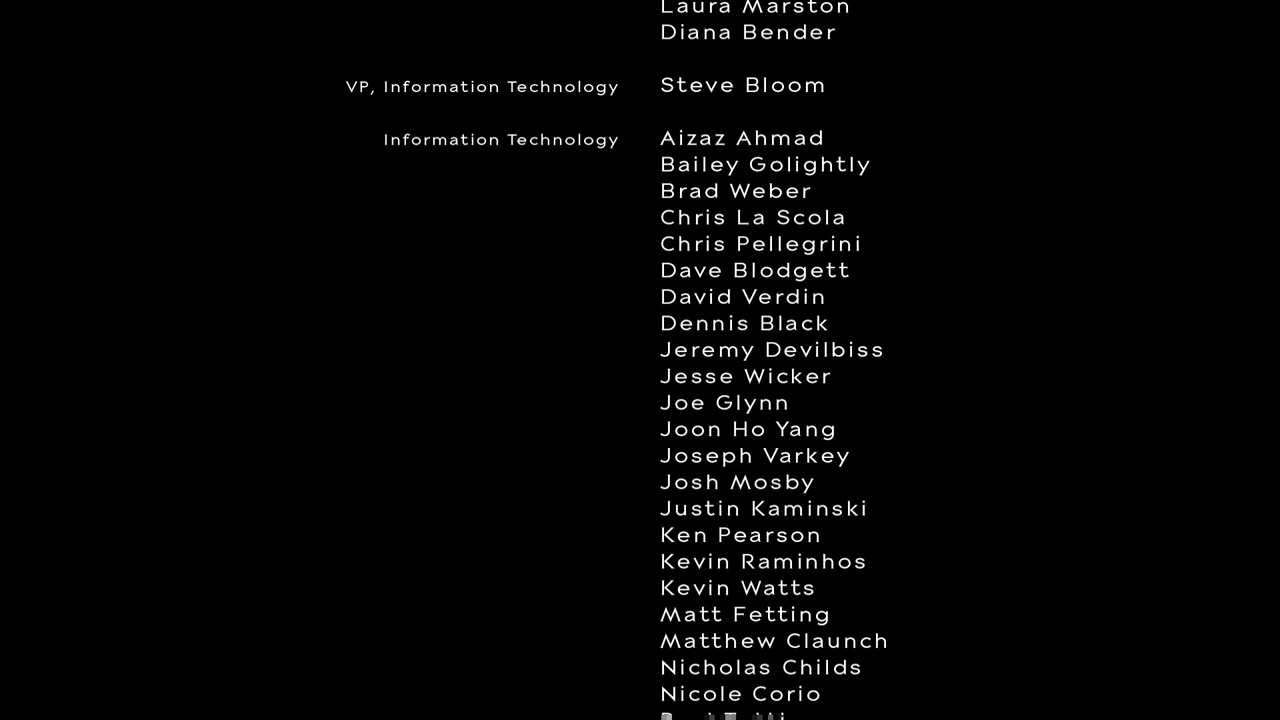 Laura Marston
Diana Bender
VP, Information Technology Steve Bloom
Information Technology Aizaz Ahmad
Bailey Golightly
Brad Weber
Chris La Scola
Chris Pellegrini
Dave Blodgett
David Verdin
Dennis Black
Jeremy Devilbiss
Jesse Wicker
Joe Glynn
Joon Ho Yang
Joseph Varkey
Josh Mosby
Justin Kaminski
Ken Pearson
Kevin Raminhos
Kevin Watts
Matt Fetting
Matthew Claunch
Nicholas Childs
Nicole Corio